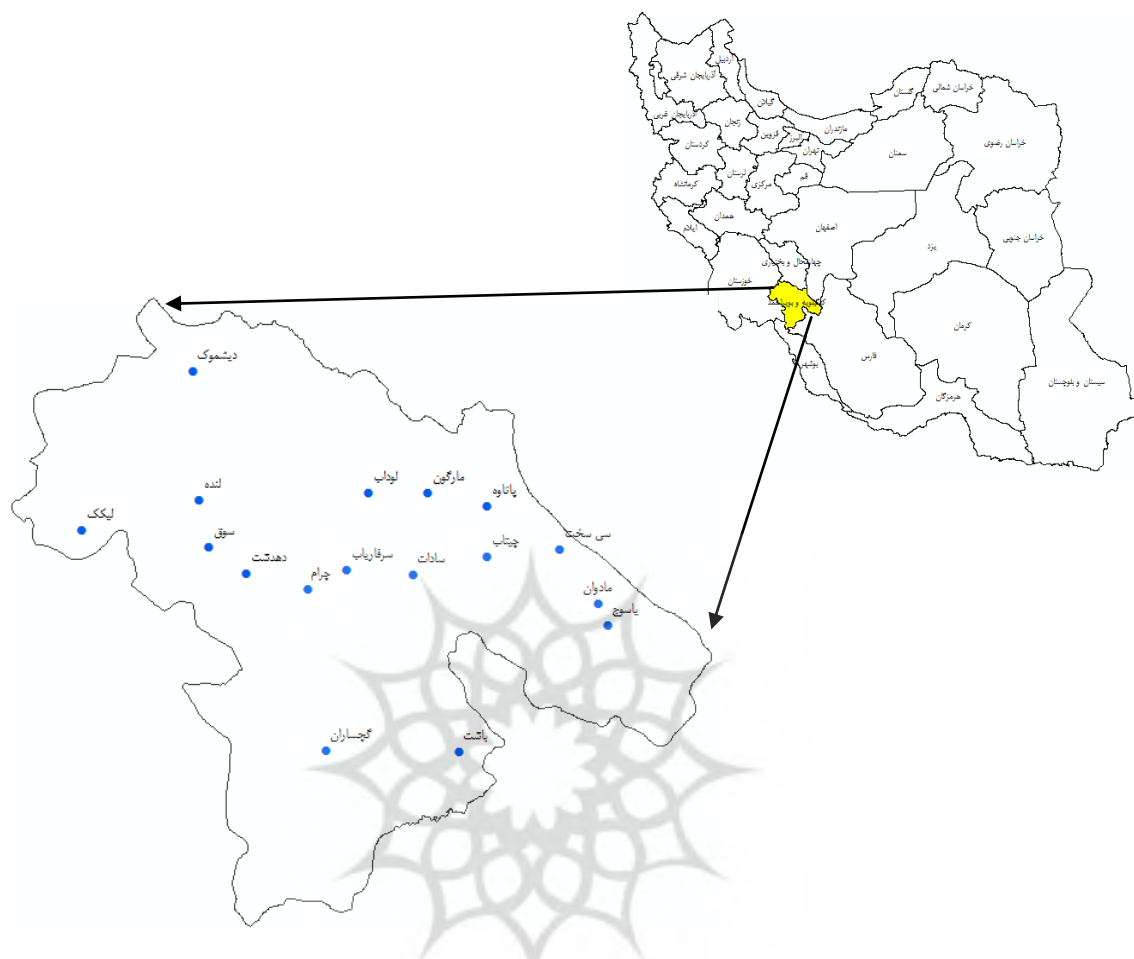 اردبیل
آذربایجان شرقی
گیلان
گلستان
خراسان شمالی
آذربایجان غربی
زنجان
قزوین
البرز
مازندران
تهران
خراسان رضوی
کردستان
سمنان
کرمانشاه
لرستان
مرکزی
قم
همدان
ایلام
اصفهان
یزد
خراسان جنوبی
چهارمحال و بختیاری
خوزستان
کهگیلویه و بویراحمد
کرمان
فارس
بوشهر
هرمزگان
سیستان و بلوچستان
دیشموک
لنده
لوداب
مارگون
پاتاوه
لیکک
سوق
دهدشت
چرام
سرفاریاب
سادات
چیتاب
سی سخت
مادوان
یاسوج
گچساران
باشت